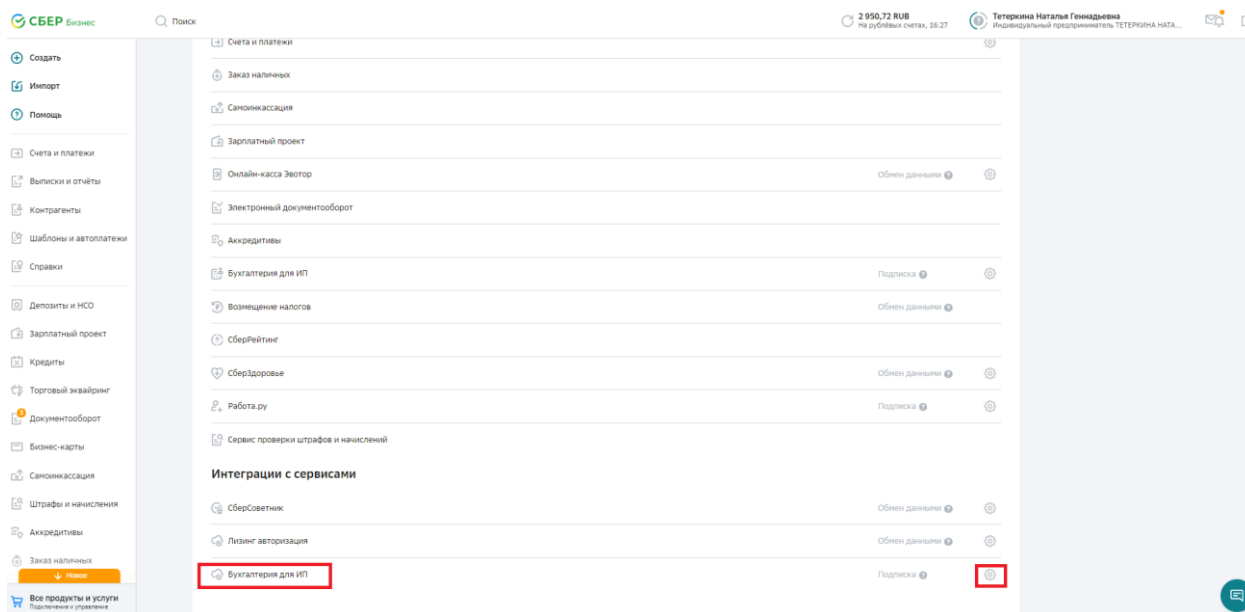 СБЕР Бизнес
Поиск
2 950,72 RUB
На рублёвых счетах, 16:27
Тетеркина Наталья Геннадьевна
Индивидуальный предприниматель ТЕТЕРКИНА НАТА...
Создать
Импорт
Помощь
Счета и платежи
Выписки и отчёты
Контрагенты
Шаблоны и автоплатежи
Справки
Депозиты и НСО
Зарплатный проект
Кредиты
Торговый эквайринг
3
Документооборот
Бизнес-карты
Самоинкассация
Штрафы и начисления
Аккредитивы
Заказ наличных
Новое
Все продукты и услуги
Подключение и управление
Счета и платежи
Заказ наличных
Самоинкассация
Зарплатный проект
Онлайн-касса Эвотор Обмен данными
Электронный документооборот
Аккредитивы
Бухгалтерия для ИП Подписка
Возмещение налогов Обмен данными
СберРейтинг
СберЗдоровье Обмен данными
Работа.ру Подписка
Сервис проверки штрафов и начислений
Интеграции с сервисами
СберСоветник Обмен данными
Лизинг авторизация Обмен данными
Бухгалтерия для ИП Подписка